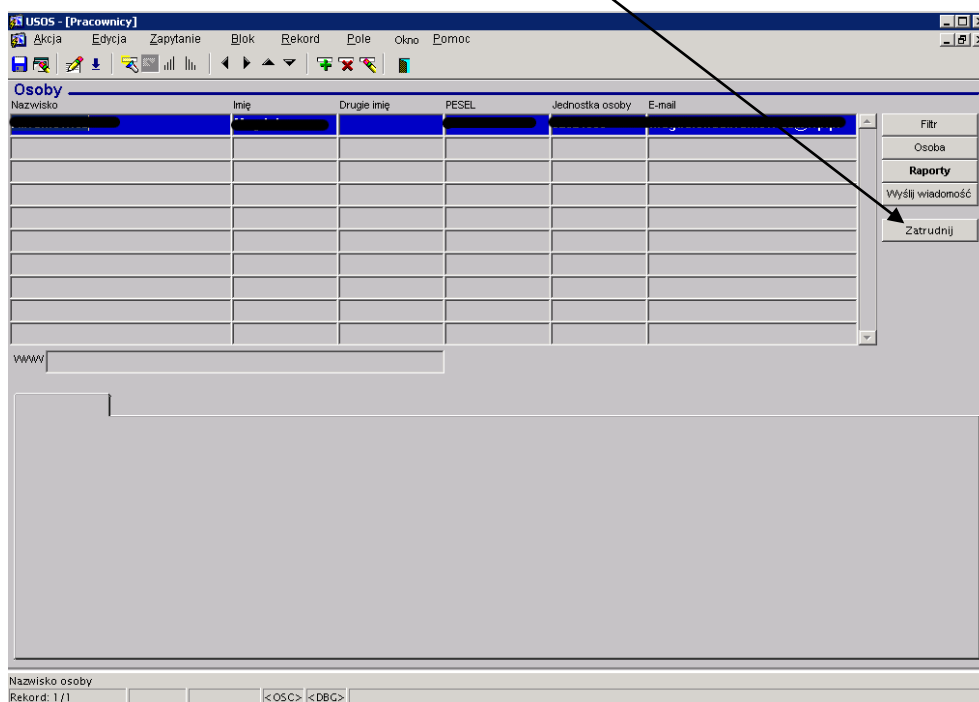 USOS - [Pracownicy]
Akcja Edycja Zapytanie Blok Rekord Pole Okno Pomoc
Osoby
Nazwisko Imię Drugie imię PESEL Jednostka osoby E-mail
Filtr
Osoba
Raporty
Wyślij wiadomość
Zatrudnij
WWW
Nazwisko osoby
Rekord: 1/1 <OSC> <DBG>